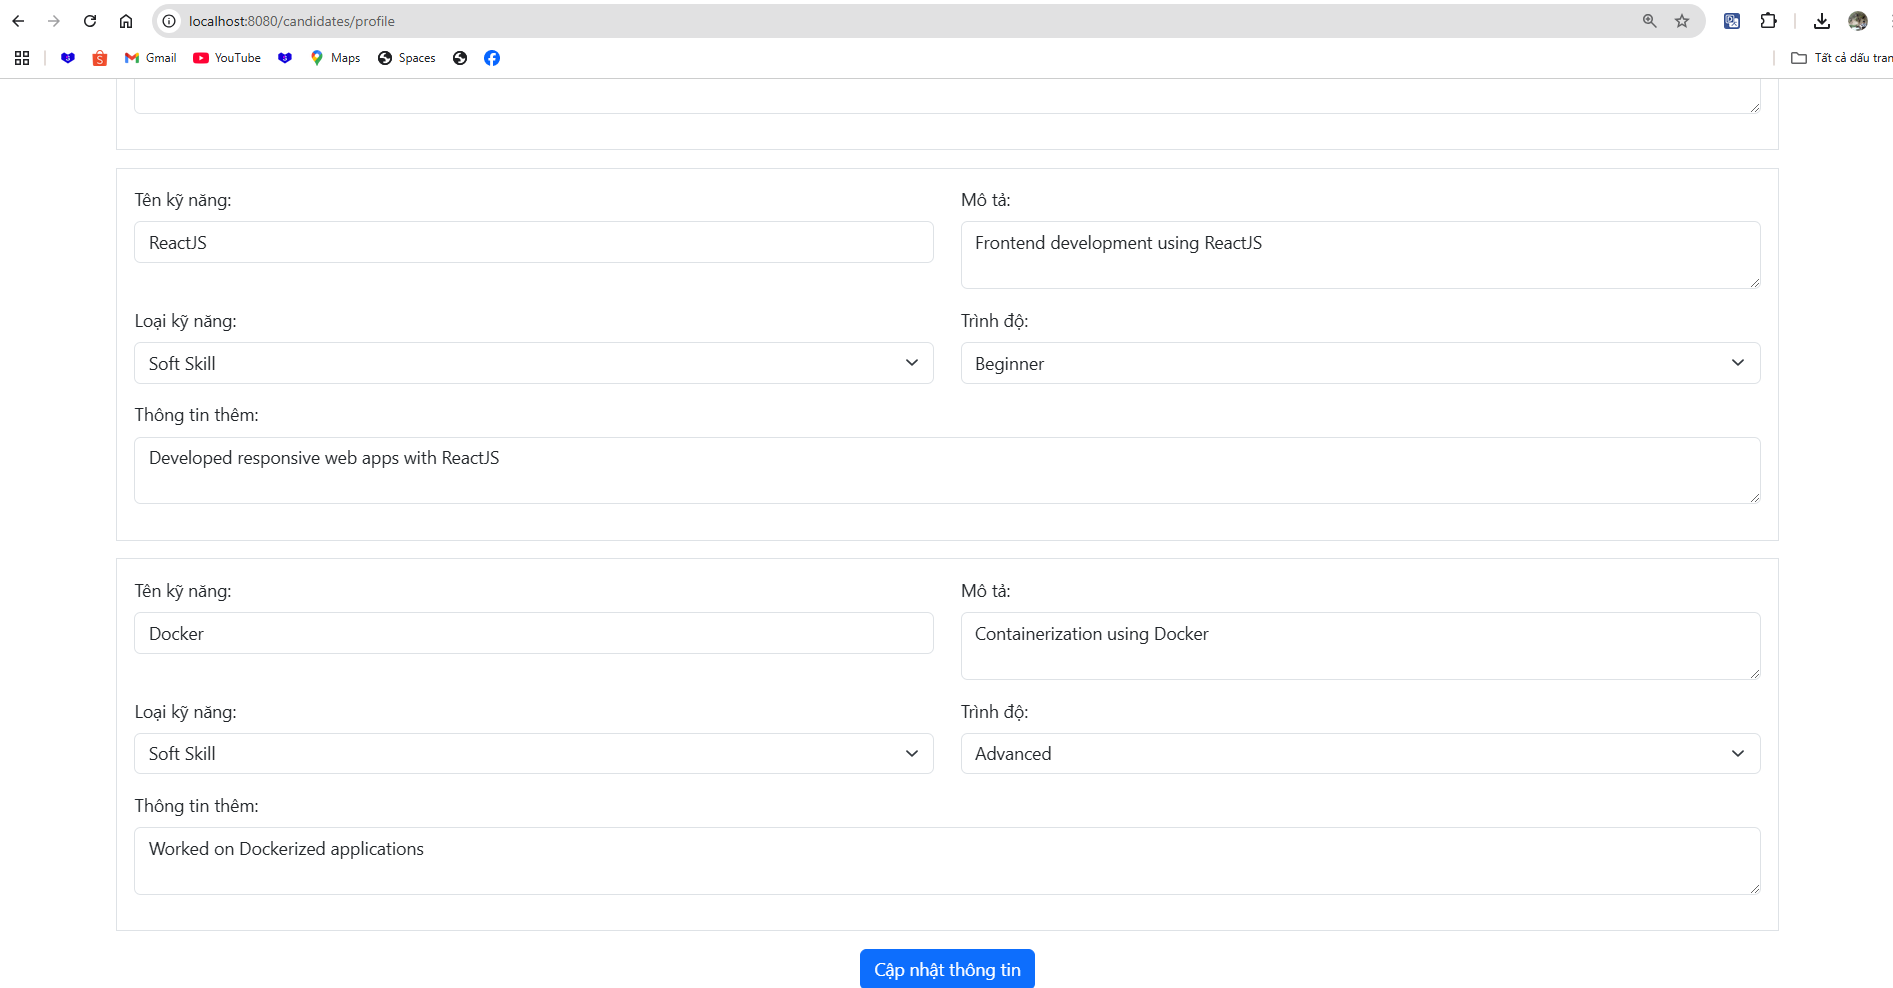 localhost:8080/candidates/profile
Gmail
YouTube
Maps
Spaces
Tất cả dấu tran
Tên kỹ năng:
Mô tả:
ReactJS
Frontend development using ReactJS
Loại kỹ năng:
Trình độ:
Soft Skill
Beginner
Thông tin thêm:
Developed responsive web apps with ReactJS
Tên kỹ năng:
Mô tả:
Docker
Containerization using Docker
Loại kỹ năng:
Trình độ:
Soft Skill
Advanced
Thông tin thêm:
Worked on Dockerized applications
Cập nhật thông tin